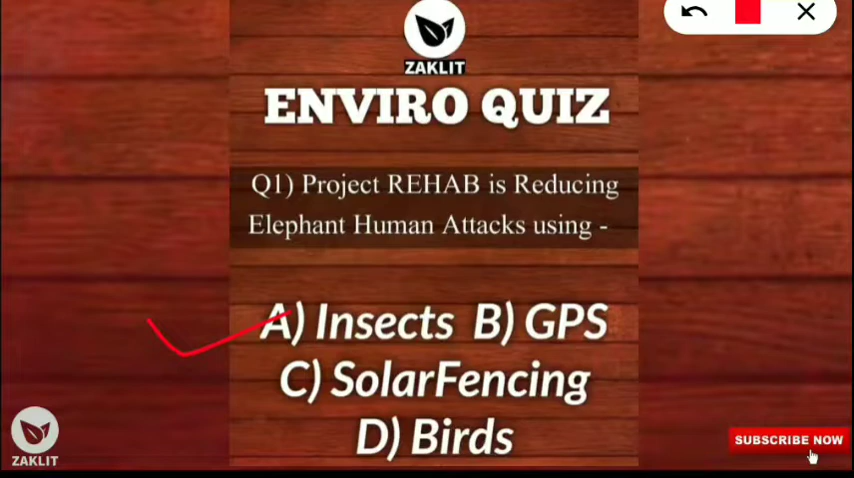 ZAKLIT
ENVIRO QUIZ
Q1) Project REHAB is Reducing
Elephant Human Attacks using -
A) Insects B) GPS
C) SolarFencing
D) Birds
ZAKLIT
SUBSCRIBE NOW